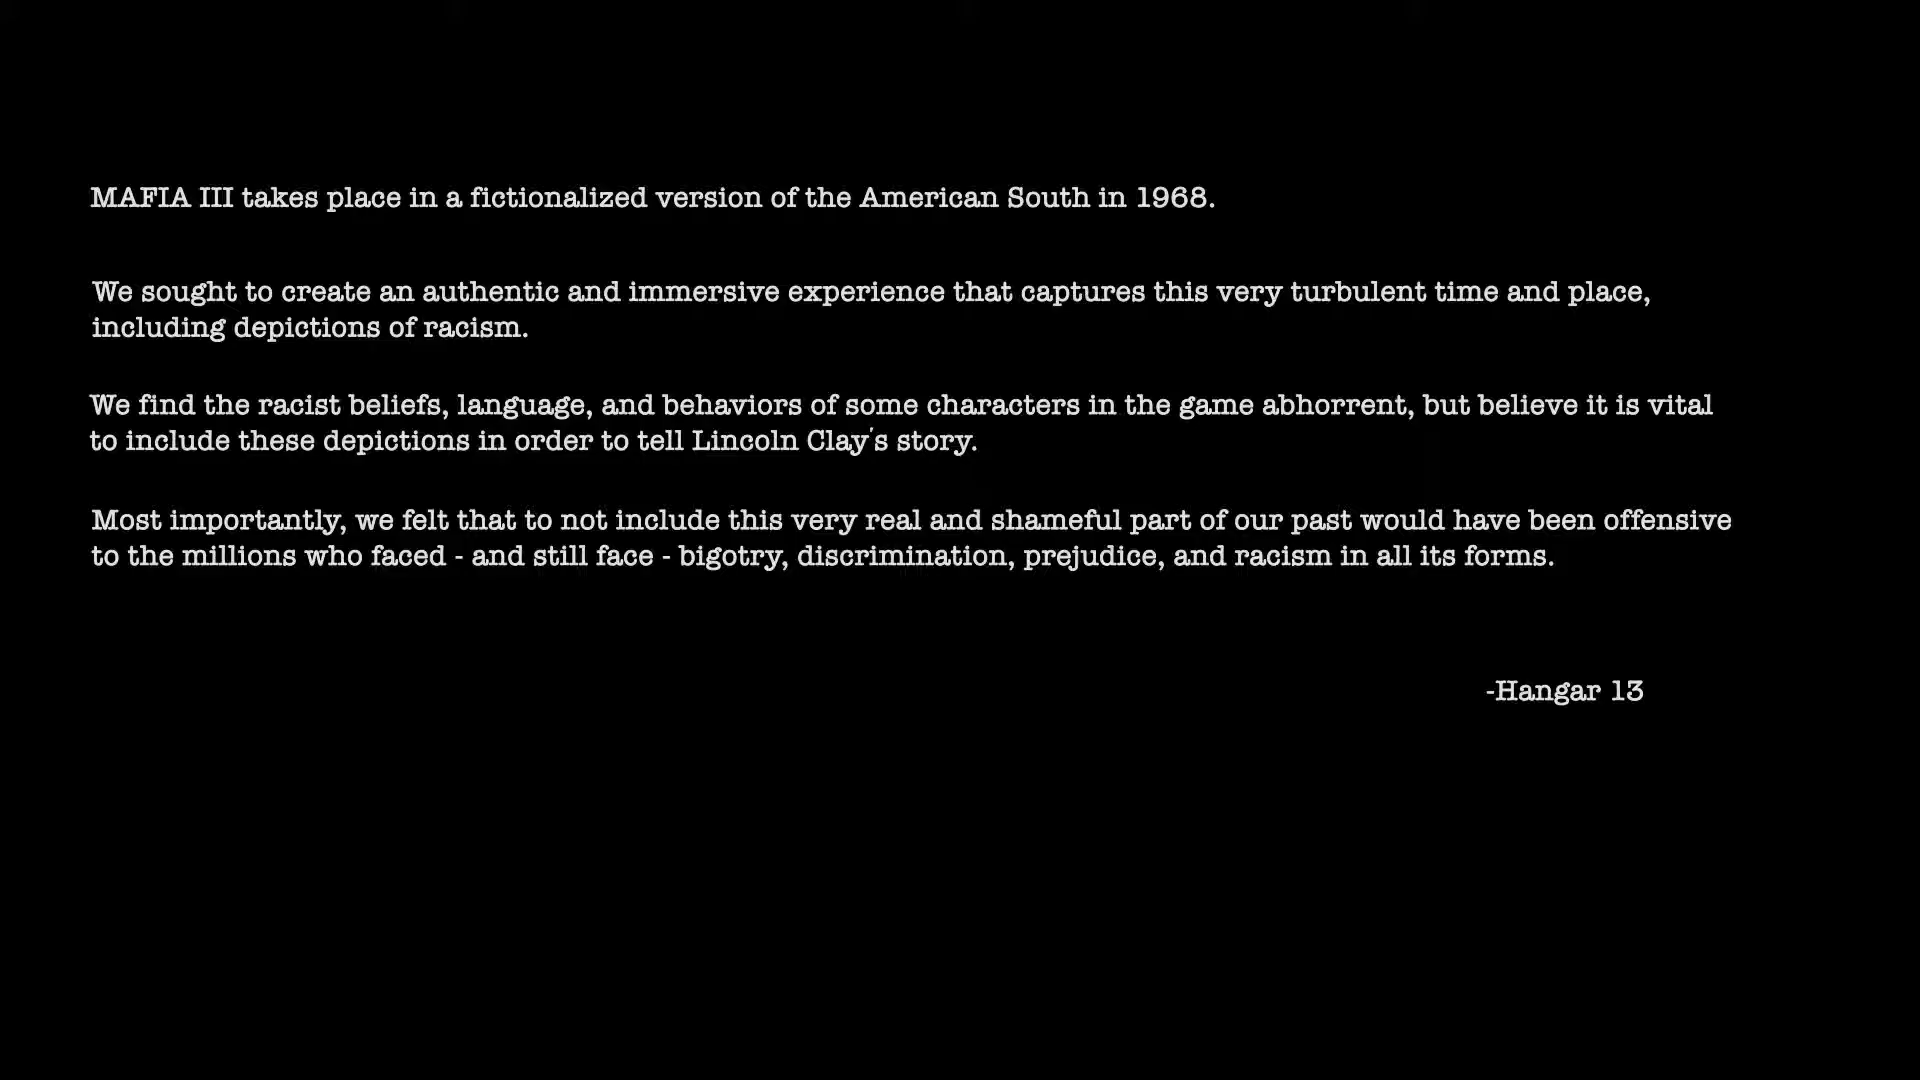 MAFIA III takes place in a fictionalized version of the American South in 1968.
We sought to create an authentic and immersive experience that captures this very turbulent time and place,
including depictions of racism.
We find the racist beliefs, language, and behaviors of some characters in the game abhorrent, but believe it is vital
to include these depictions in order to tell Lincoln Clay's story.
Most importantly, we felt that to not include this very real and shameful part of our past would have been offensive
to the millions who faced - and still face - bigotry, discrimination, prejudice, and racism in all its forms.
-Hangar 13